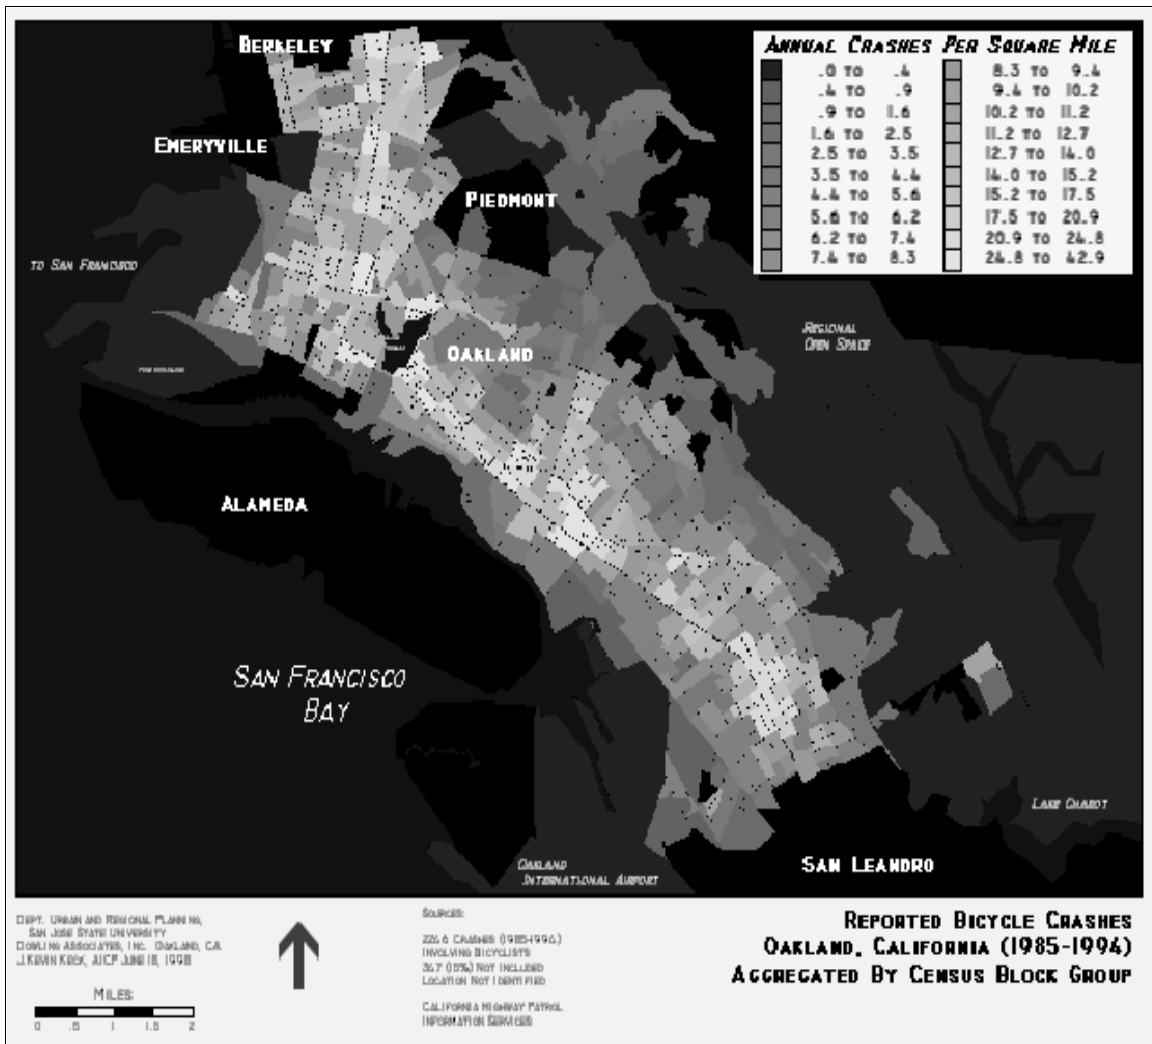 BERKELEY
EMERYVILLE
PIEDMONT
TO SAN FRANCISCO
OAKLAND
ALAMEDA
SAN FRANCISCO
BAY
REGIONAL
OPEN SPACE
LAKE CHABOT
OAKLAND
INTERNATIONAL AIRPORT
SAN LEANDRO
ANNUAL CRASHES PER SQUARE MILE
.0 TO .4
.4 TO .9
.9 TO 1.6
1.6 TO 2.5
2.5 TO 3.5
3.5 TO 4.4
4.4 TO 5.6
5.6 TO 6.2
6.2 TO 7.4
7.4 TO 8.3
8.3 TO 9.4
9.4 TO 10.2
10.2 TO 11.2
11.2 TO 12.7
12.7 TO 14.0
14.0 TO 15.2
15.2 TO 17.5
17.5 TO 20.9
20.9 TO 24.8
24.8 TO 42.9
DEPT. URBAN AND REGIONAL PLANNING,
SAN JOSE STATE UNIVERSITY
DOWLING ASSOCIATES, INC. OAKLAND, CA
J.KEVIN KECK, AICP JUNE 18, 1998
MILES:
0 .5 1 1.5 2
SOURCES:
CRASHES (1985-1994)
INVOLVING BICYCLISTS
(15%) NOT INCLUDED
LOCATION NOT IDENTIFIED
CALIFORNIA HIGHWAY PATROL
INFORMATION SERVICES
REPORTED BICYCLE CRASHES
OAKLAND, CALIFORNIA (1985-1994)
AGGREGATED BY CENSUS BLOCK GROUP